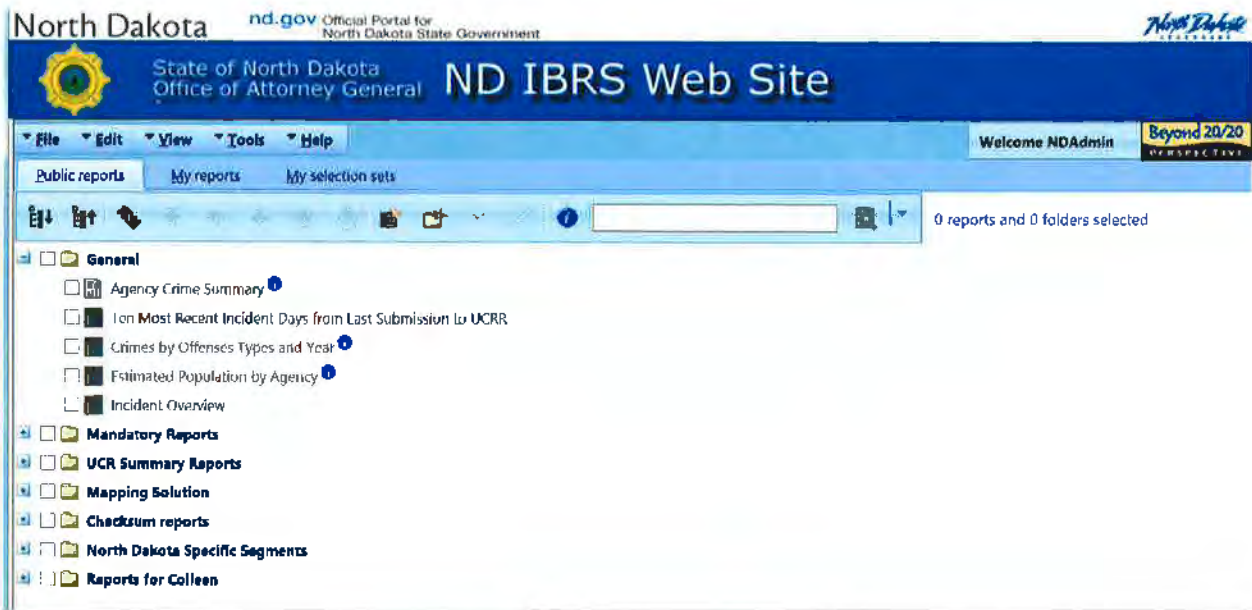 North Dakota nd.gov Official Portal for
North Dakota State Government
North Dakota
LEGENDARY
State of North Dakota
Office of Attorney General
ND IBRS Web Site
File Edit View Tools Help
Welcome NDAdmin
Beyond 20/20
PERSPECTIVE
Public reports My reports My selection sets
0 reports and 0 folders selected
General
Agency Crime Summary
Ten Most Recent Incident Days from Last Submission to UCRR
Crimes by Offenses Types and Year
Estimated Population by Agency
Incident Overview
Mandatory Reports
UCR Summary Reports
Mapping Solution
Checksum reports
North Dakota Specific Segments
Reports for Colleen